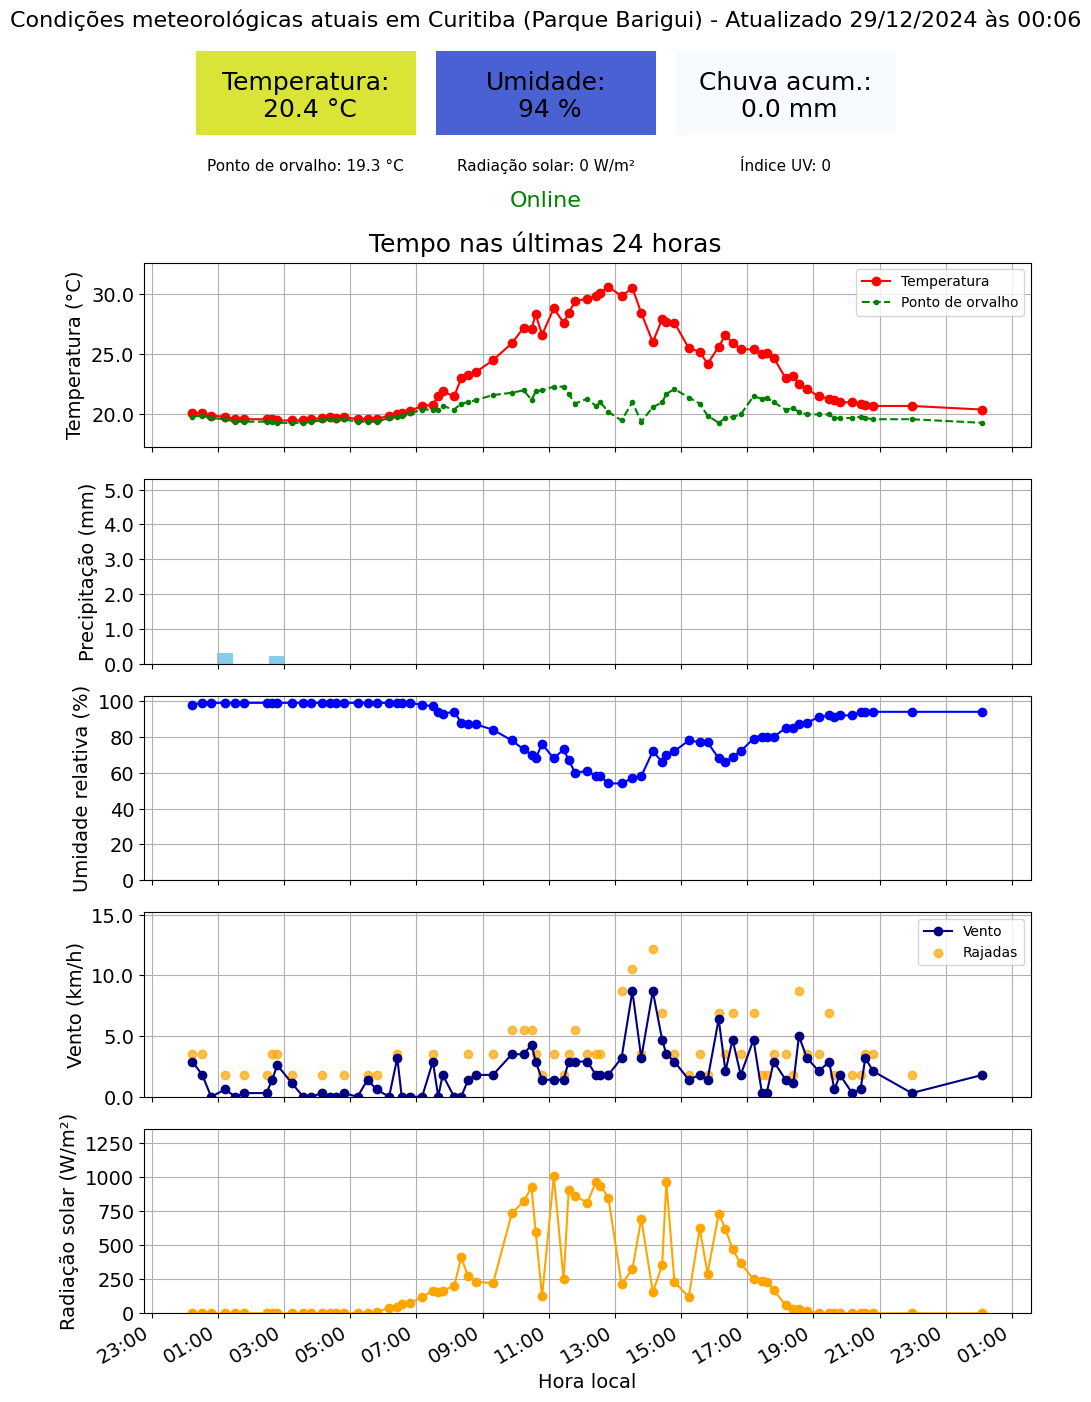 Condições meteorológicas atuais em Curitiba (Parque Barigui) - Atualizado 29/12/2024 às 00:06
Temperatura:
20.4 °C
Umidade:
94 %
Chuva acum.:
0.0 mm
Ponto de orvalho: 19.3 °C
Radiação solar: 0 W/m²
Índice UV: 0
Online
Tempo nas últimas 24 horas
Temperatura (°C)
30.0
25.0
20.0
Temperatura
Ponto de orvalho
Precipitação (mm)
5.0
4.0
3.0
2.0
1.0
0.0
Umidade relativa (%)
100
80
60
40
20
0
Vento (km/h)
15.0
10.0
5.0
0.0
Vento
Rajadas
Radiação solar (W/m²)
1250
1000
750
500
250
0
23:00
01:00
03:00
05:00
07:00
09:00
11:00
13:00
15:00
17:00
19:00
21:00
23:00
01:00
Hora local